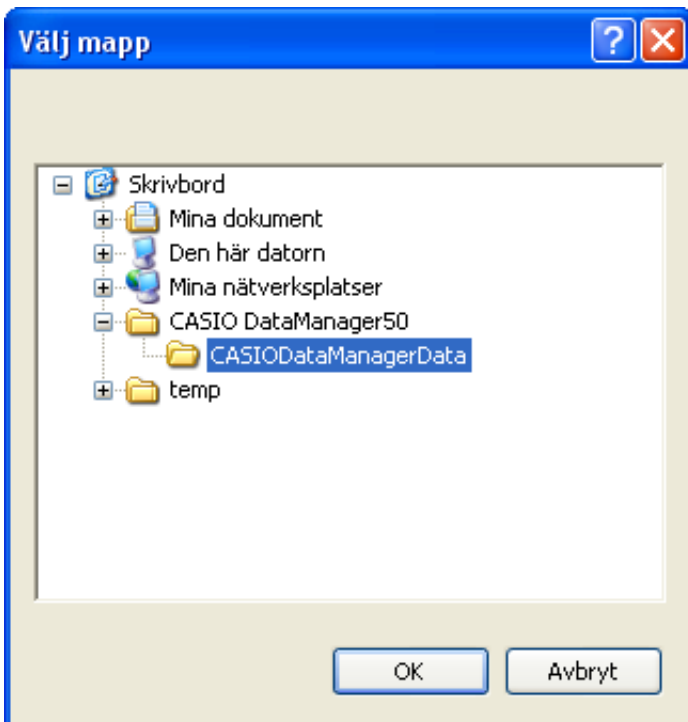 Välj mapp
Skrivbord
Mina dokument
Den här datorn
Mina nätverksplatser
CASIO DataManager50
CASIODataManagerData
temp
OK Avbryt